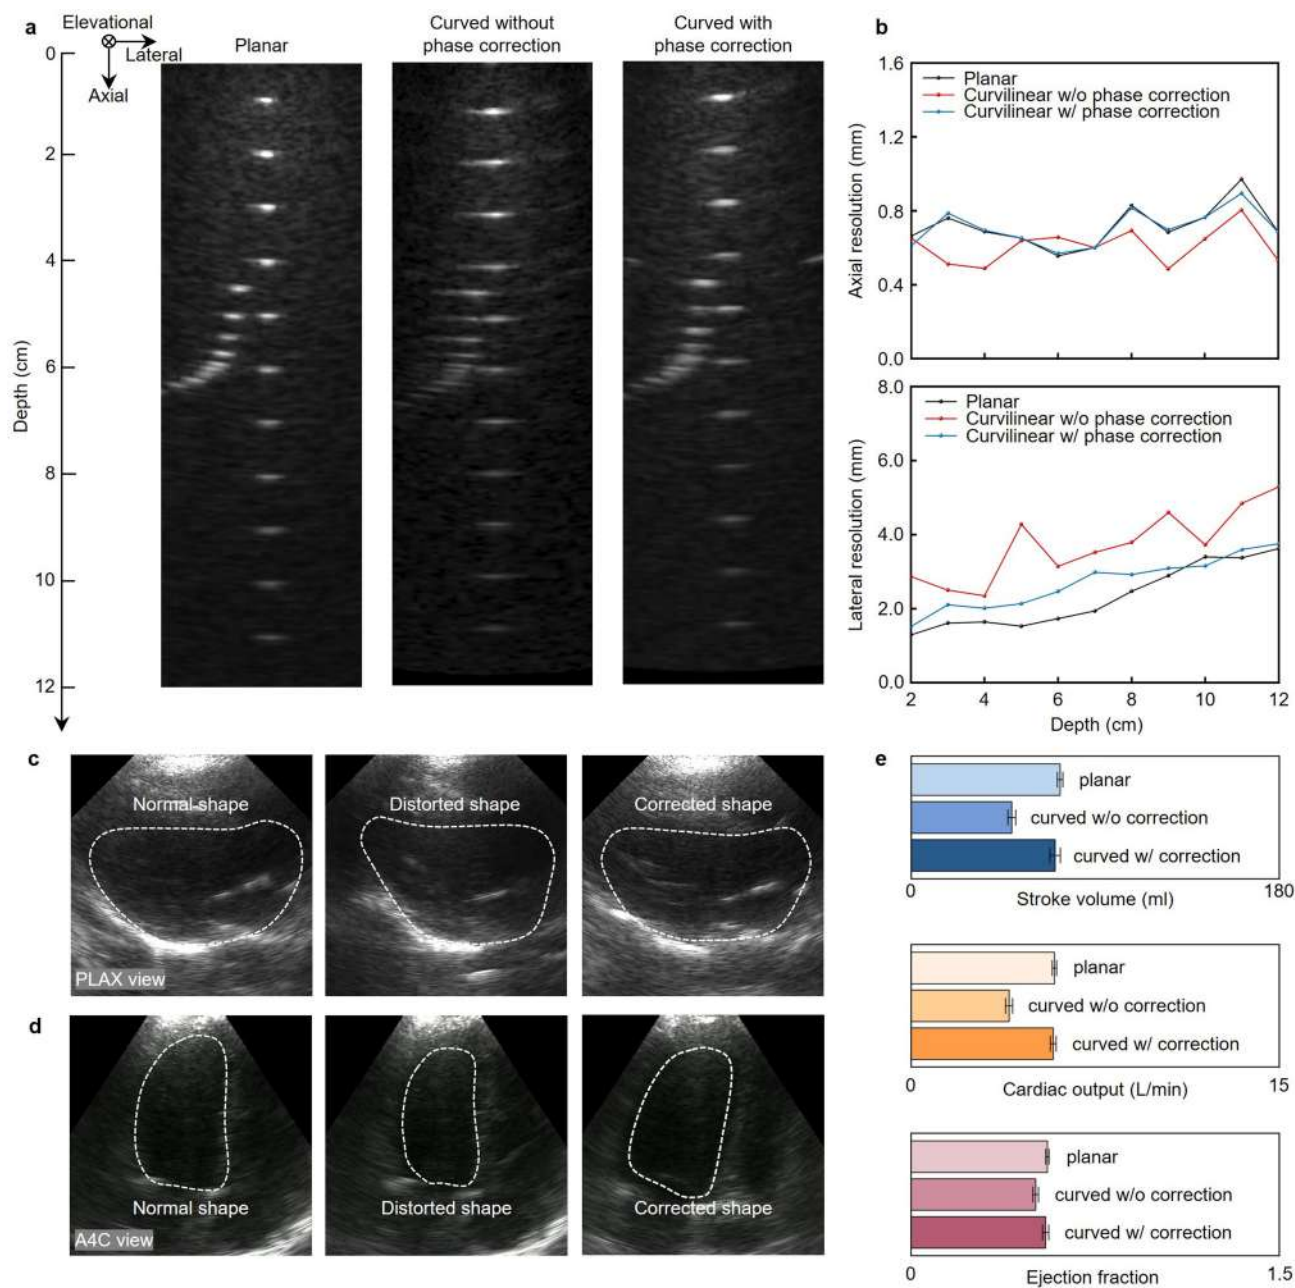 a
Elevational
Lateral
Axial
Planar
Curved without
phase correction
Curved with
phase correction
0
2
4
6
8
10
12
Depth (cm)
b
1.6
1.2
0.8
0.4
0.0
Axial resolution (mm)
Planar
Curvilinear w/o phase correction
Curvilinear w/ phase correction
8.0
6.0
4.0
2.0
0.0
Lateral resolution (mm)
Planar
Curvilinear w/o phase correction
Curvilinear w/ phase correction
2 4 6 8 10 12
Depth (cm)
c
Normal shape
Distorted shape
Corrected shape
PLAX view
d
Normal shape
Distorted shape
Corrected shape
A4C view
e
planar
curved w/o correction
curved w/ correction
0 180
Stroke volume (ml)
planar
curved w/o correction
curved w/ correction
0 15
Cardiac output (L/min)
planar
curved w/o correction
curved w/ correction
0 1.5
Ejection fraction